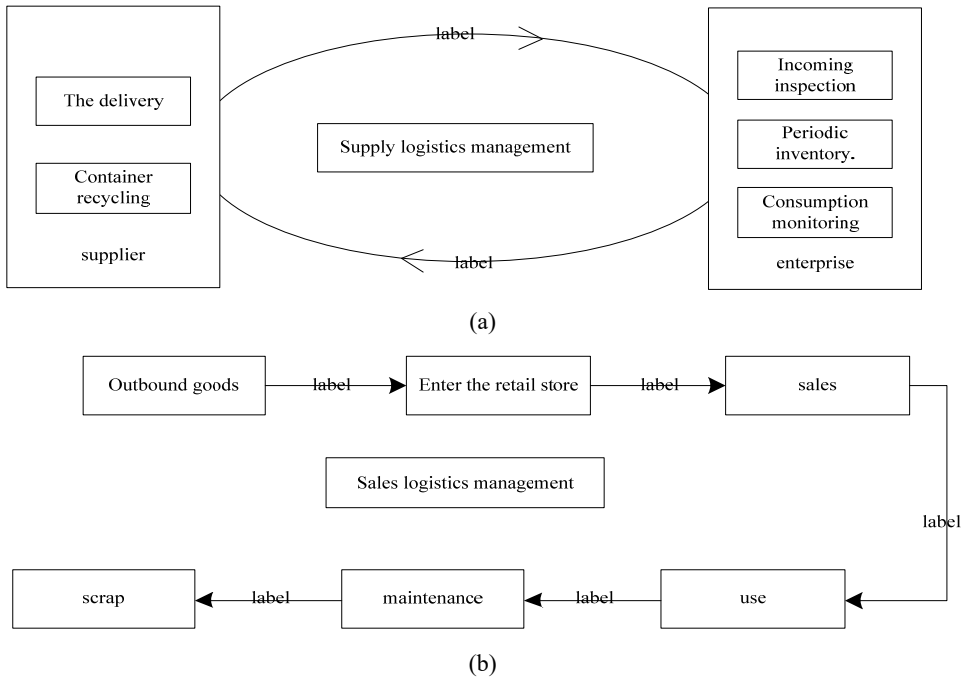 label
The delivery
Container
recycling
supplier
Supply logistics management
Incoming
inspection
Periodic
inventory.
Consumption
monitoring
enterprise
label
(a)
Outbound goods
label
Enter the retail store
label
sales
Sales logistics management
label
scrap
label
maintenance
label
use
(b)